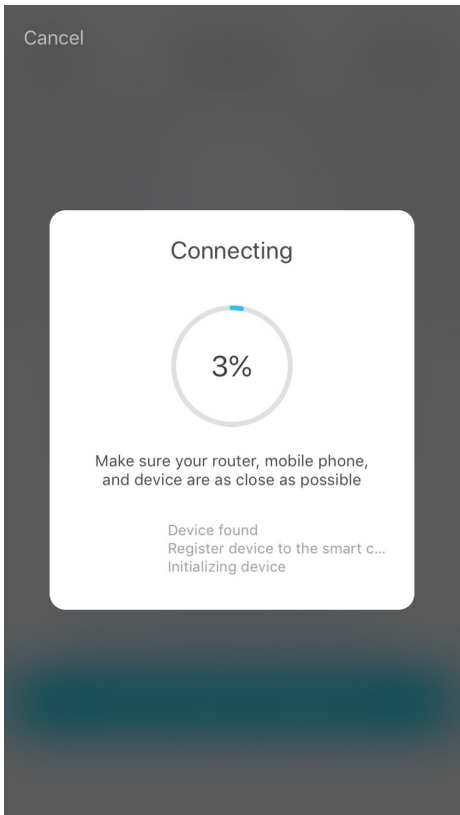 Cancel
Connecting
3%
Make sure your router, mobile phone,
and device are as close as possible
Device found
Register device to the smart c...
Initializing device